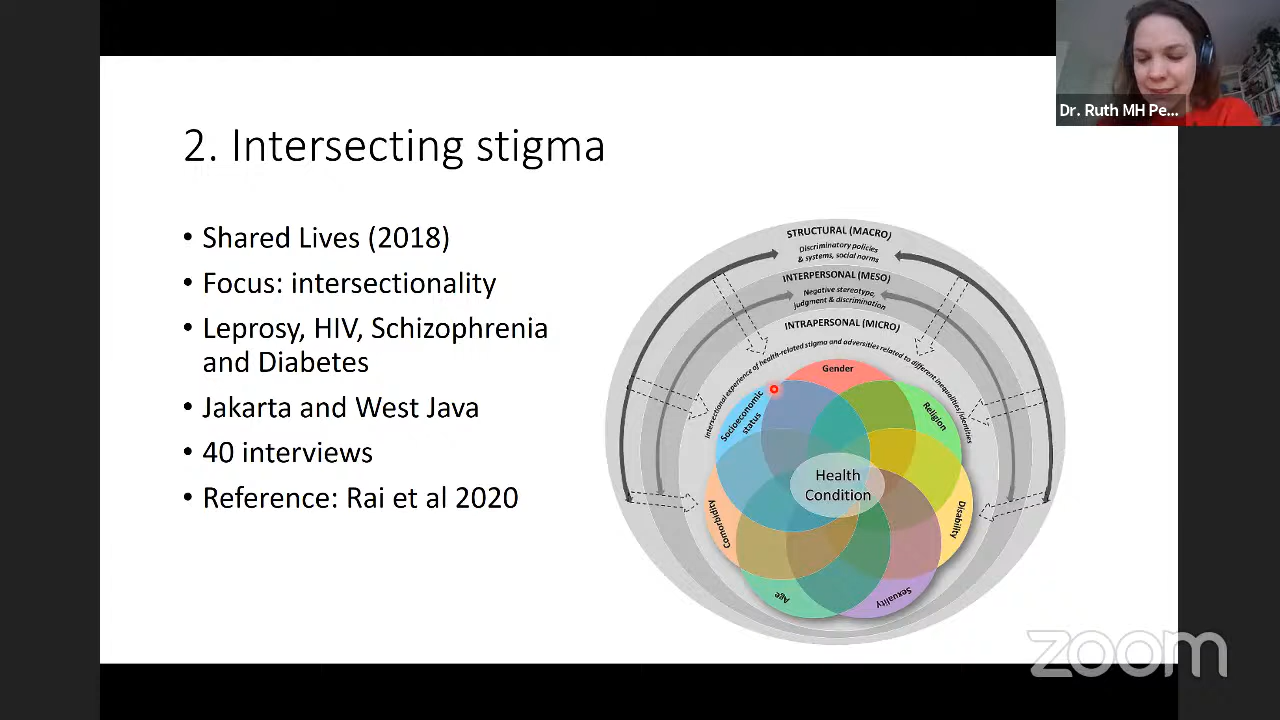 Dr. Ruth MH Pe...
2. Intersecting stigma
• Shared Lives (2018)
• Focus: intersectionality
• Leprosy, HIV, Schizophrenia
and Diabetes
• Jakarta and West Java
• 40 interviews
• Reference: Rai et al 2020
STRUCTURAL (MACRO)
Discriminatory policies
& systems, social norms
INTERPERSONAL (MESO)
Negative stereotype,
judgment & discrimination
INTRAPERSONAL (MICRO)
Intersectional experience of health-related stigma and adversities related to different inequalities/identities
Gender
Socioeconomic
status
Religion
Health
Condition
Comorbidity
Disability
Age
Sexuality
zoom